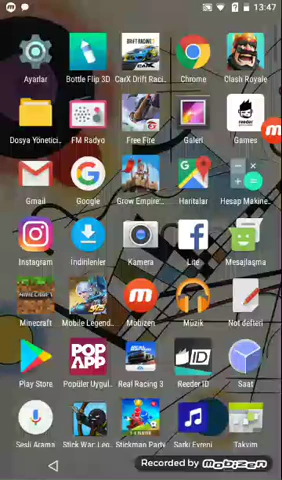 13:47
Ayarlar
Bottle Flip 3D
CarX Drift Raci..
Chrome
Clash Royale
Dosya Yönetici..
FM Radyo
Free Fire
Galeri
Games
Gmail
Google
Grow Empire:..
Haritalar
Hesap Makine..
Instagram
İndirilenler
Kamera
Lite
Mesajlaşma
Minecraft
Mobile Legend..
Mobizen
Müzik
Not defteri
Play Store
POP APP
Popüler Uygul..
Real Racing 3
ID
Reeder ID
Saat
Sesli Arama
Stick War: Leg..
Stickman Party
Şarkı Evreni
Takvim
Recorded by mobizen